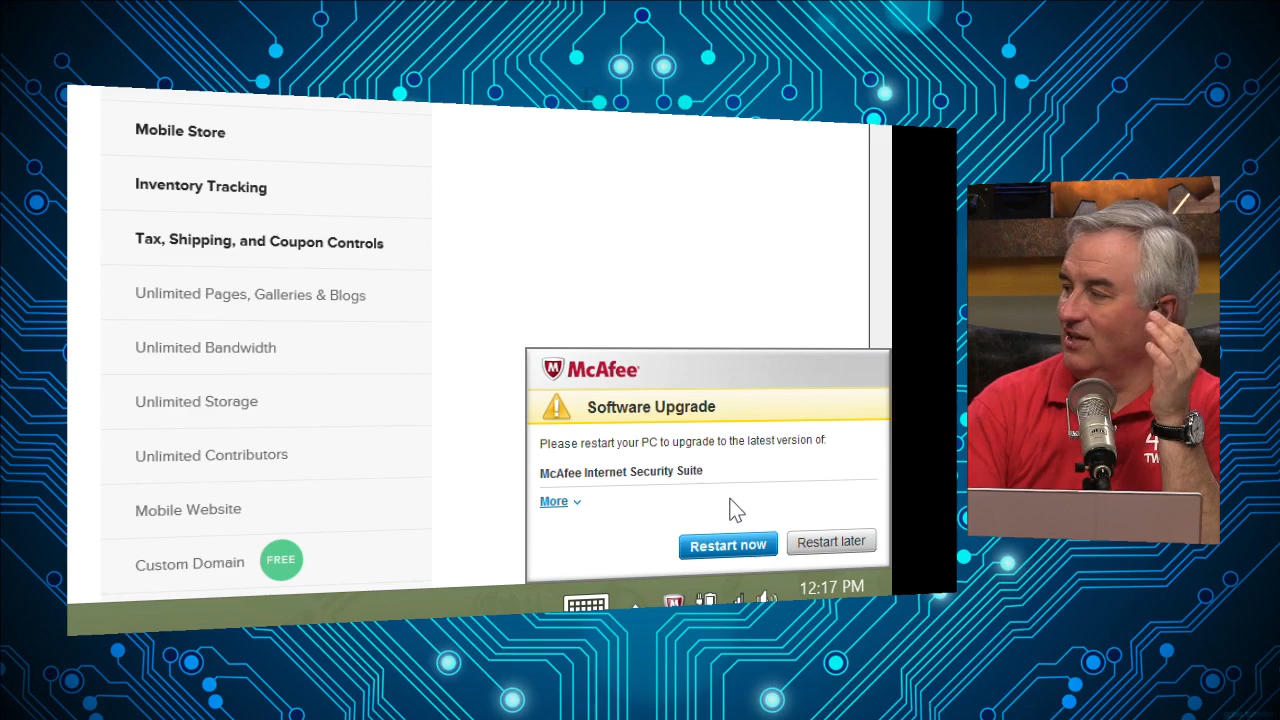 Mobile Store
Inventory Tracking
Tax, Shipping, and Coupon Controls
Unlimited Pages, Galleries & Blogs
Unlimited Bandwidth
Unlimited Storage
Unlimited Contributors
Mobile Website
Custom Domain FREE
McAfee
Software Upgrade
Please restart your PC to upgrade to the latest version of:
McAfee Internet Security Suite
More
Restart now Restart later
12:17 PM
4
TW